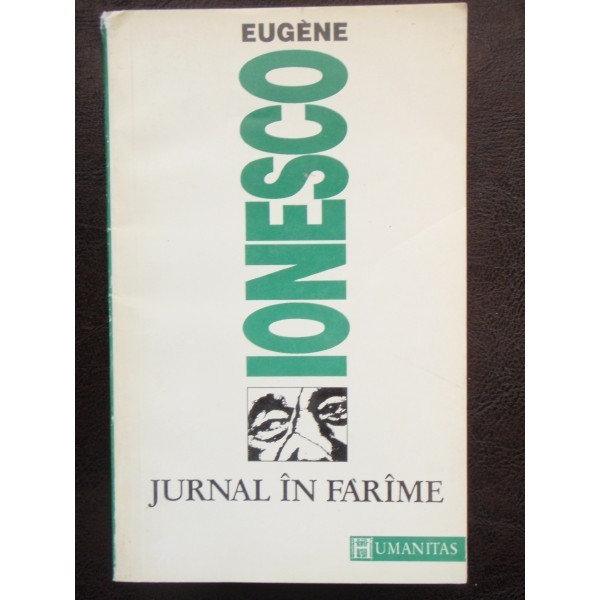 EUGÈNE
IONESCO
JURNAL ÎN FĂRÎME
HUMANITAS